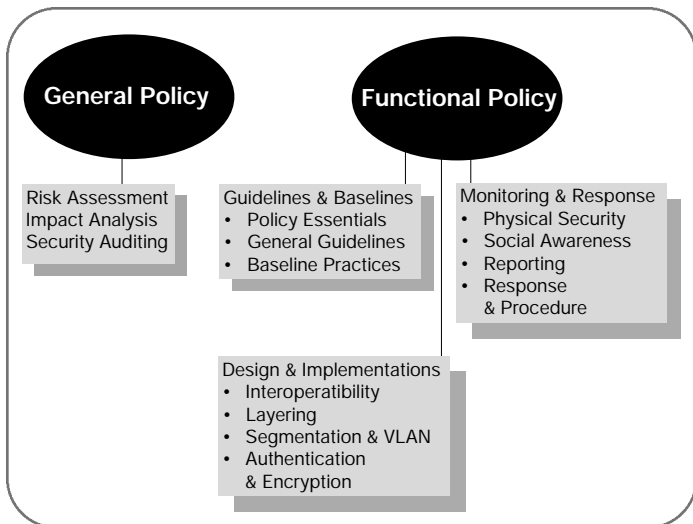 General Policy
Functional Policy
Risk Assessment
Impact Analysis
Security Auditing
Guidelines & Baselines
• Policy Essentials
• General Guidelines
• Baseline Practices
Monitoring & Response
• Physical Security
• Social Awareness
• Reporting
• Response
& Procedure
Design & Implementations
• Interoperatibility
• Layering
• Segmentation & VLAN
• Authentication
& Encryption